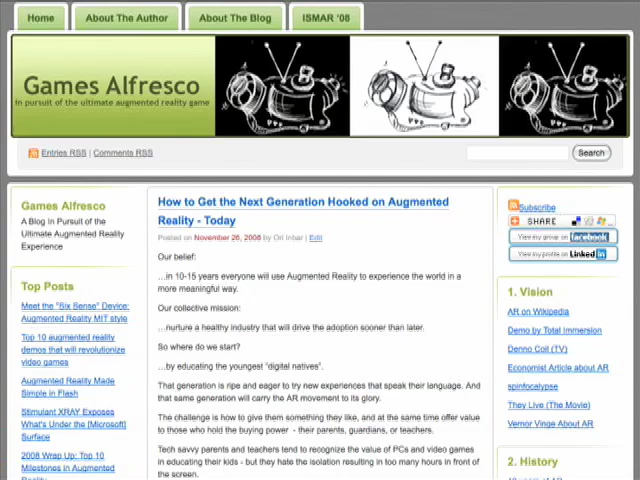 Home
About The Author
About The Blog
ISMAR '08
Games Alfresco
In pursuit of the ultimate augmented reality game
Entries RSS | Comments RSS
Search
Games Alfresco
A Blog In Pursuit of the
Ultimate Augmented Reality
Experience
Top Posts
Meet the "Six Sense" Device:
Augmented Reality MIT style
Top 10 augmented reality
demos that will revolutionize
video games
Augmented Reality Made
Simple in Flash
Stimulant XRAY Exposes
What's Under the [Microsoft]
Surface
2008 Wrap Up: Top 10
Milestones in Augmented
Reality
How to Get the Next Generation Hooked on Augmented
Reality - Today
Posted on November 26, 2008 by Ori Inbar | Edit
Our belief:
…in 10-15 years everyone will use Augmented Reality to experience the world in a
more meaningful way.
Our collective mission:
…nurture a healthy industry that will drive the adoption sooner than later.
So where do we start?
…by educating the youngest "digital natives".
That generation is ripe and eager to try new experiences that speak their language. And
that same generation will carry the AR movement to its glory.
The challenge is how to give them something they like, and at the same time offer value
to those who hold the buying power - their parents, guardians, or teachers.
Tech savvy parents and teachers tend to recognize the value of PCs and video games
in educating their kids - but they hate the isolation resulting in too many hours in front of
the screen.
Subscribe
SHARE
View my group on facebook
View my profile on Linked in
1. Vision
AR on Wikipedia
Demo by Total Immersion
Denno Coil (TV)
Economist Article about AR
spinfocalypse
They Live (The Movie)
Vernor Vinge About AR
2. History